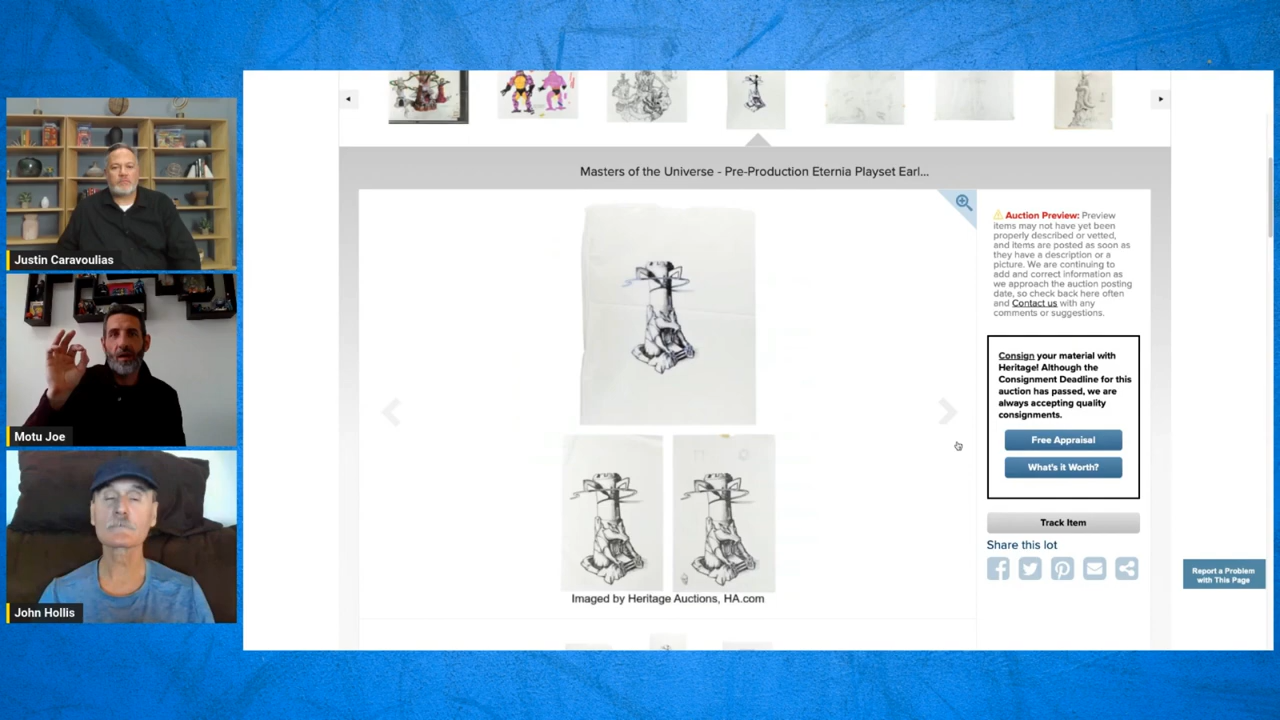 Justin Caravoulias
Motu Joe
John Hollis
Masters of the Universe - Pre-Production Eternia Playset Earl...
Auction Preview: Preview
items may not have yet been
properly described or vetted,
and items are posted as soon as
they have a description or a
picture. We are continuing to
add and correct information as
we approach the auction posting
date, so check back here often
and Contact us with any
comments or suggestions.
Consign your material with
Heritage! Although the
Consignment Deadline for this
auction has passed, we are
always accepting quality
consignments.
Free Appraisal
What's it Worth?
Track Item
Share this lot
Imaged by Heritage Auctions, HA.com
Report a Problem
with This Page